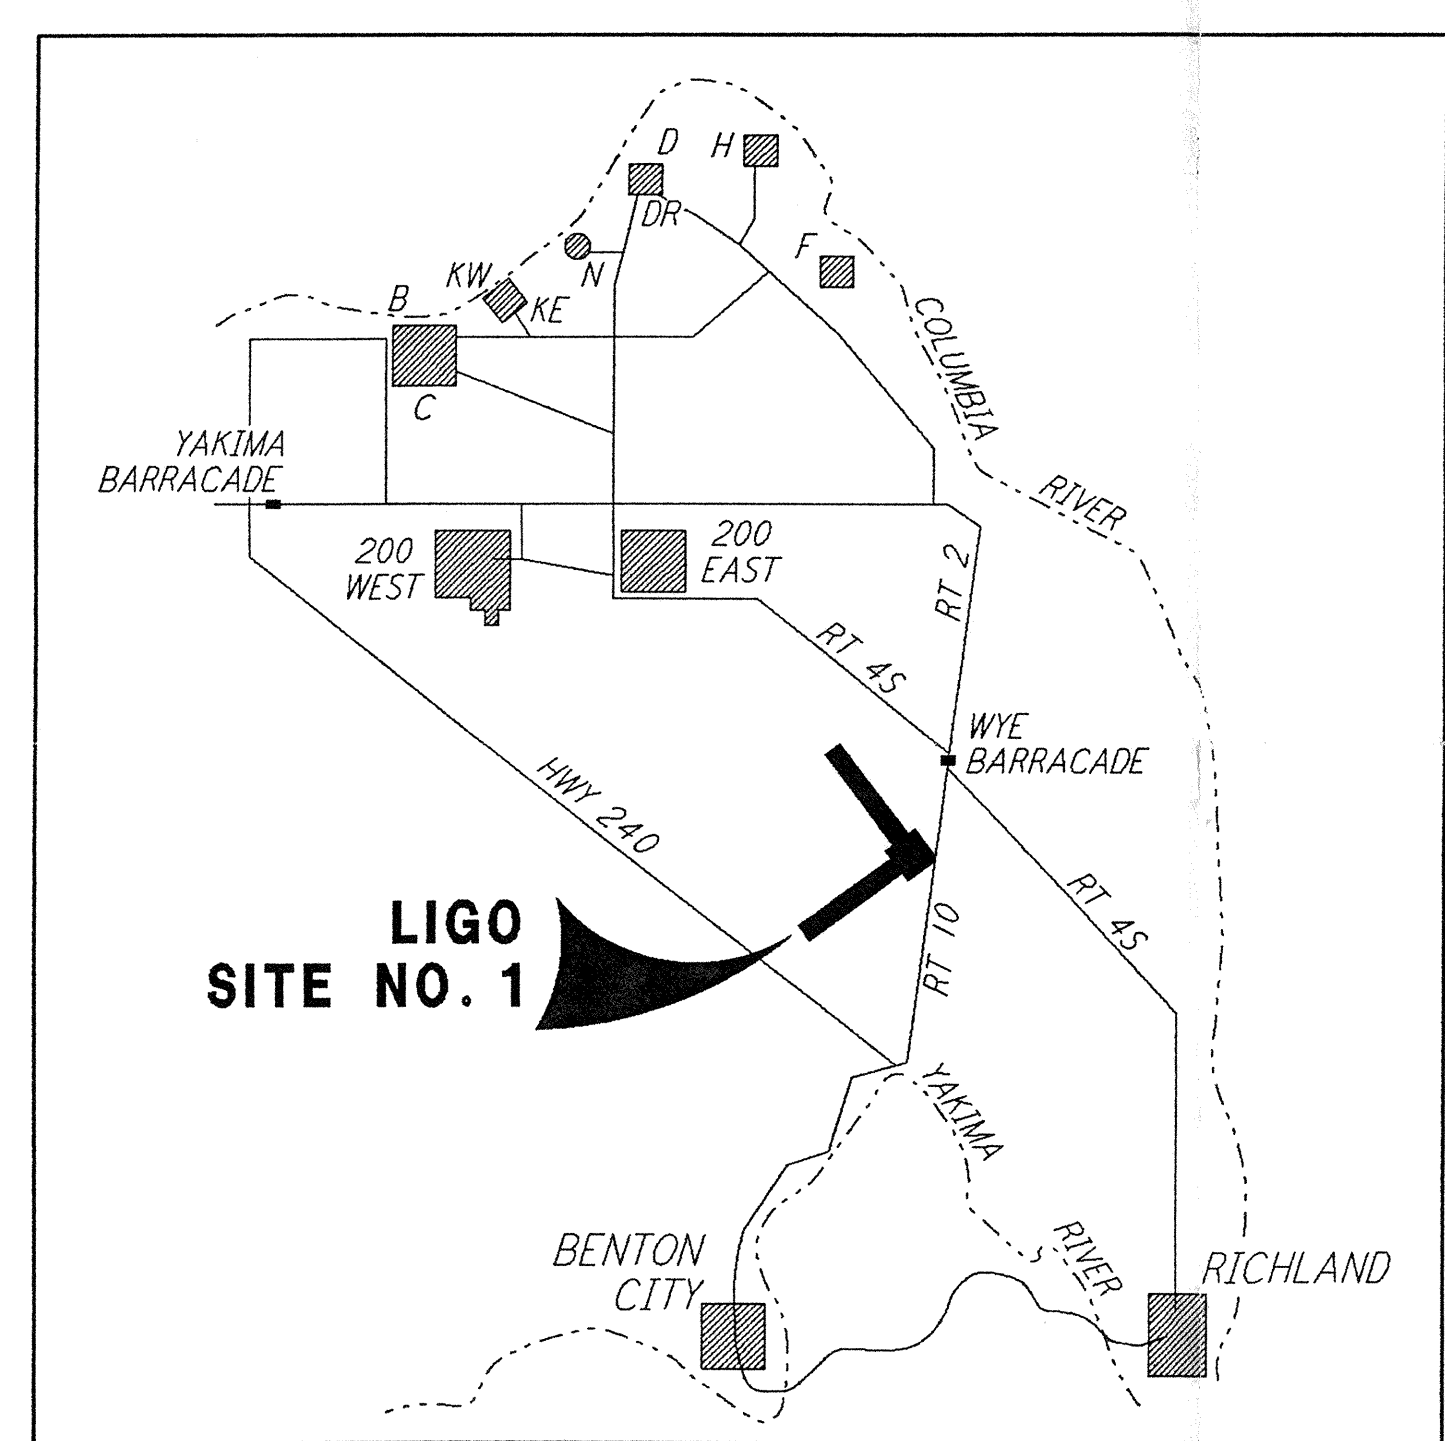 D
H
DR
F
N
KW
KE
B
C
COLUMBIA
RIVER
YAKIMA
BARRACADE
200
WEST
200
EAST
RT 2
RT 4S
WYE
BARRACADE
HWY 240
LIGO
SITE NO. 1
RT 10
RT 4S
YAKIMA
RIVER
BENTON
CITY
RICHLAND